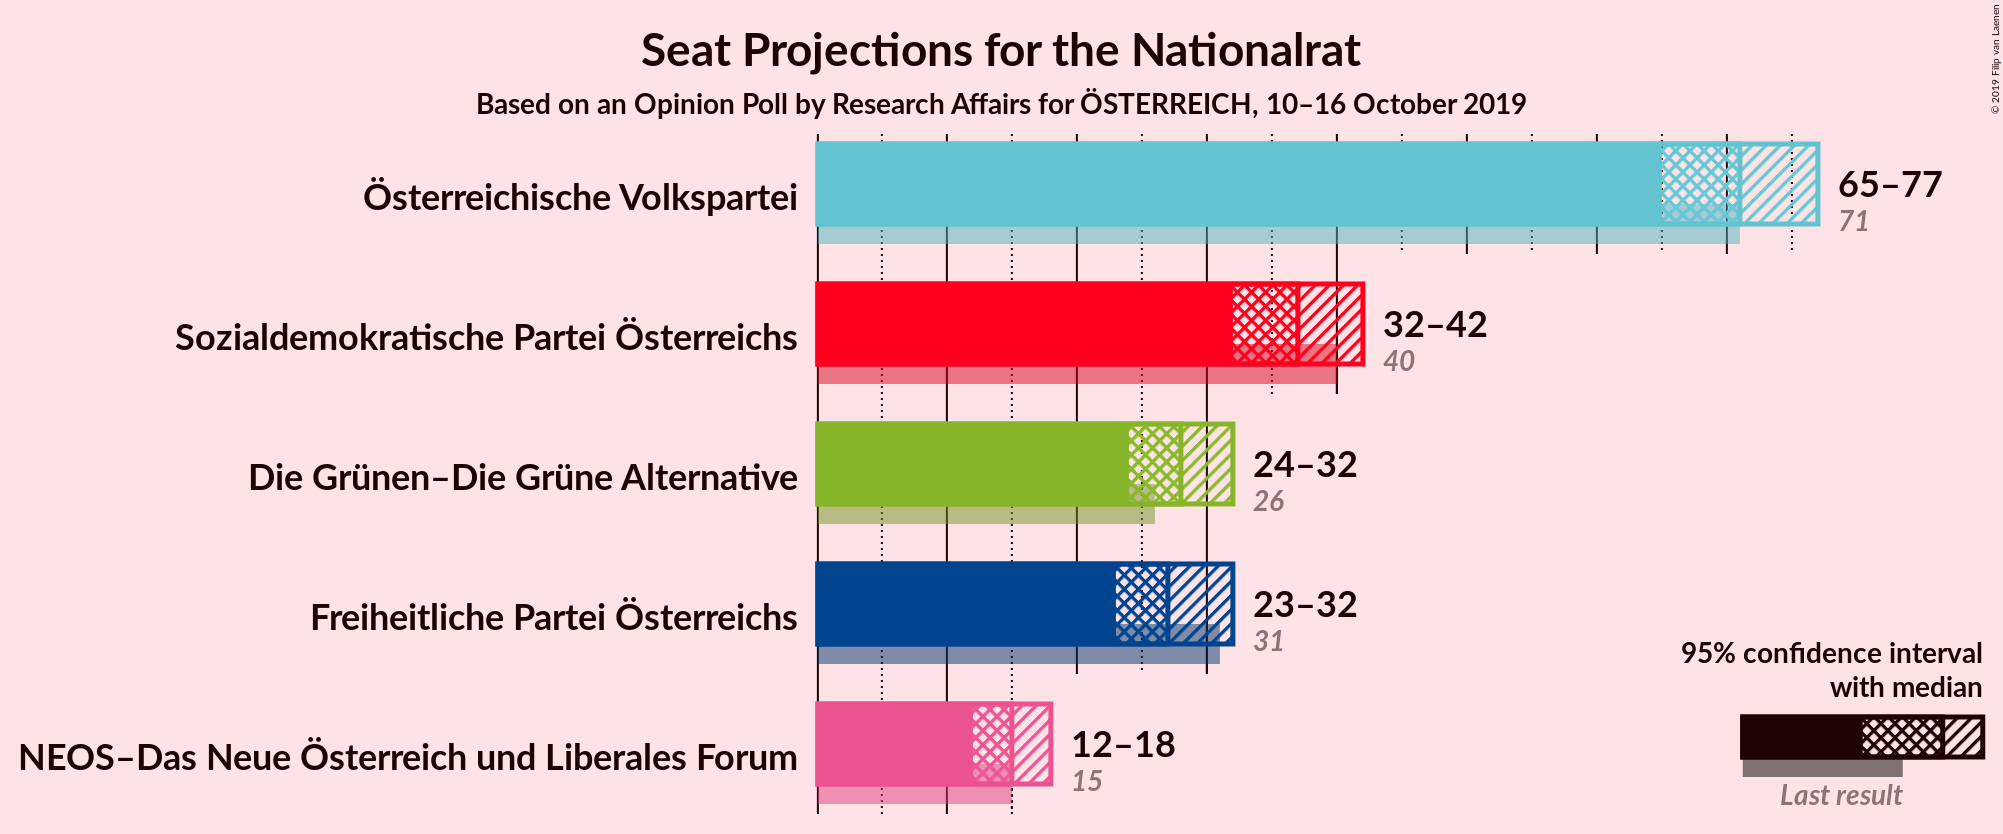 Seat Projections for the Nationalrat
Based on an Opinion Poll by Research Affairs for ÖSTERREICH, 10–16 October 2019
© 2019 Filip van Laenen
Österreichische Volkspartei
65–77
71
Sozialdemokratische Partei Österreichs
32–42
40
Die Grünen–Die Grüne Alternative
24–32
26
Freiheitliche Partei Österreichs
23–32
31
NEOS–Das Neue Österreich und Liberales Forum
12–18
15
95% confidence interval
with median
Last result